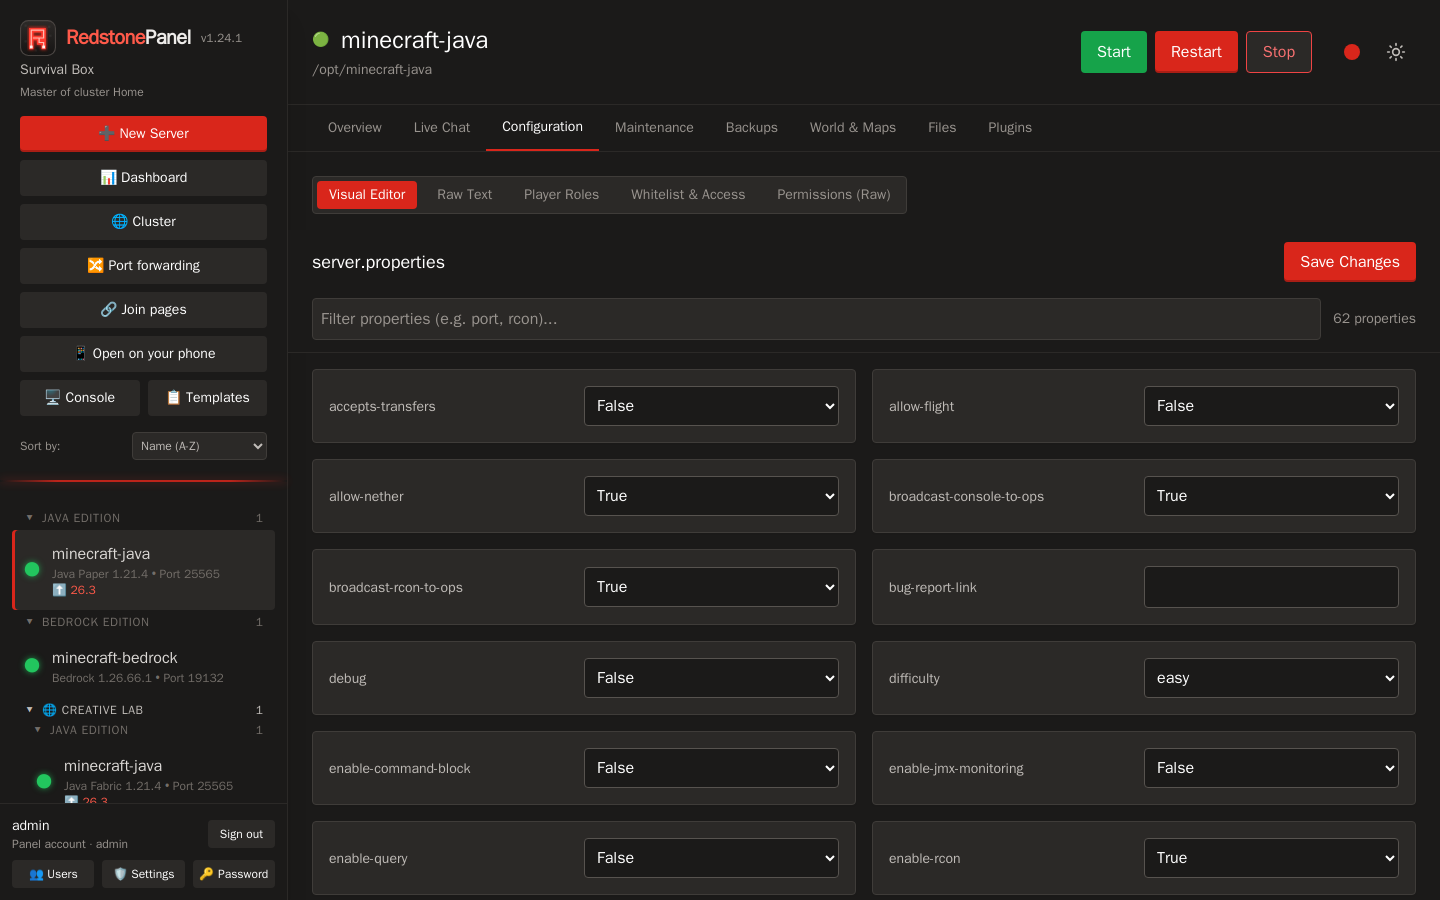 RedstonePanel v1.24.1
Survival Box
Master of cluster Home
➕ New Server
📊 Dashboard
🌐 Cluster
🔀 Port forwarding
🔗 Join pages
📱 Open on your phone
🖥️ Console
📋 Templates
Sort by:
Name (A-Z)
JAVA EDITION 1
minecraft-java
Java Paper 1.21.4 • Port 25565
⬆️ 26.3
BEDROCK EDITION 1
minecraft-bedrock
Bedrock 1.26.66.1 • Port 19132
🌐 CREATIVE LAB 1
JAVA EDITION 1
minecraft-java
Java Fabric 1.21.4 • Port 25565
⬆️ 26.3
admin
Panel account · admin
Sign out
👥 Users
🛡️ Settings
🔑 Password
minecraft-java
/opt/minecraft-java
Start
Restart
Stop
Overview
Live Chat
Configuration
Maintenance
Backups
World & Maps
Files
Plugins
Visual Editor
Raw Text
Player Roles
Whitelist & Access
Permissions (Raw)
server.properties
Save Changes
Filter properties (e.g. port, rcon)...
62 properties
accepts-transfers
False
allow-flight
False
allow-nether
True
broadcast-console-to-ops
True
broadcast-rcon-to-ops
True
bug-report-link
debug
False
difficulty
easy
enable-command-block
False
enable-jmx-monitoring
False
enable-query
False
enable-rcon
True